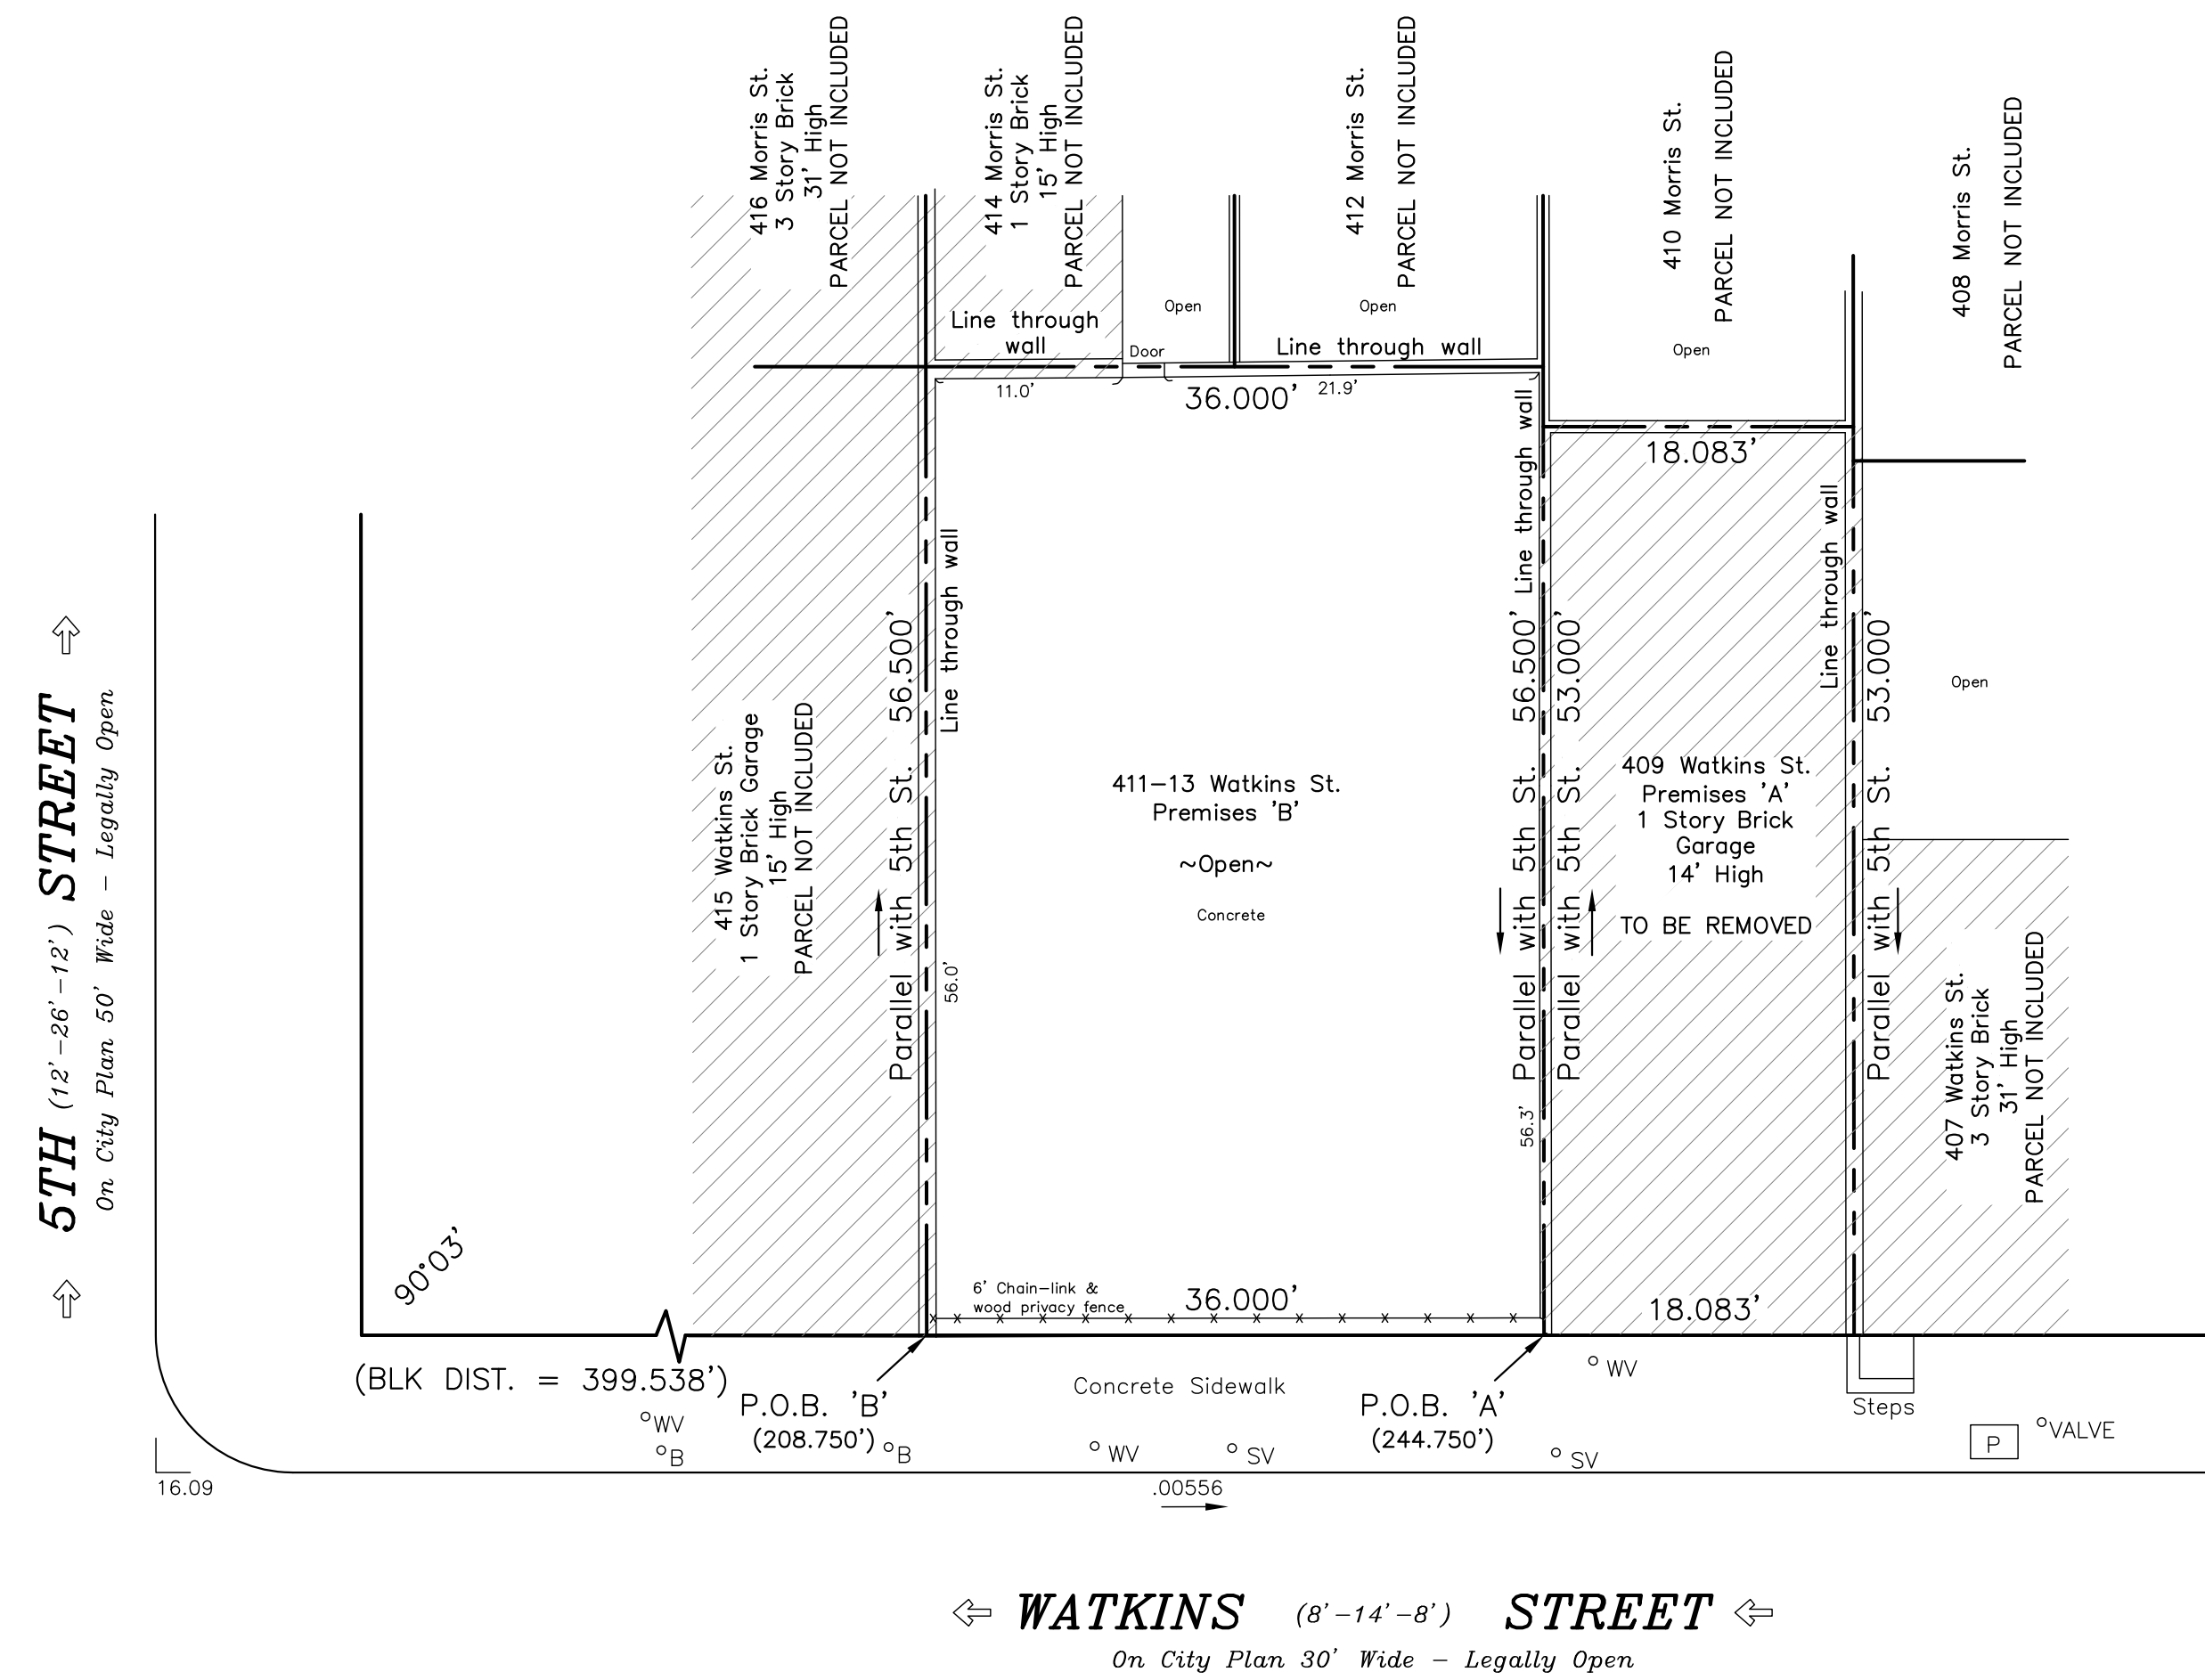 416 Morris St.
3 Story Brick
31' High
PARCEL NOT INCLUDED
414 Morris St.
1 Story Brick
15' High
PARCEL NOT INCLUDED
412 Morris St.
PARCEL NOT INCLUDED
410 Morris St.
PARCEL NOT INCLUDED
408 Morris St.
PARCEL NOT INCLUDED
Line through
wall
Open
Door
Open
Line through wall
Open
11.0'
36.000'
21.9'
18.083'
5TH (12'-26'-12') STREET
On City Plan 50' Wide - Legally Open
415 Watkins St.
1 Story Brick Garage
15' High
PARCEL NOT INCLUDED
Parallel with 5th St. 56.500'
Line through wall
56.0'
411-13 Watkins St.
Premises 'B'
~Open~
Concrete
Line through wall
Parallel with 5th St. 56.500'
56.3'
Parallel with 5th St. 53.000'
409 Watkins St.
Premises 'A'
1 Story Brick
Garage
14' High
TO BE REMOVED
Line through wall
Parallel with 5th St. 53.000'
Open
407 Watkins St.
3 Story Brick
31' High
PARCEL NOT INCLUDED
90°03'
6' Chain-link &
wood privacy fence
36.000'
18.083'
(BLK DIST. = 399.538')
P.O.B. 'B'
(208.750')
Concrete Sidewalk
P.O.B. 'A'
(244.750')
WV
Steps
WV
B
B
WV
SV
SV
P
VALVE
16.09
.00556
WATKINS (8'-14'-8') STREET
On City Plan 30' Wide - Legally Open